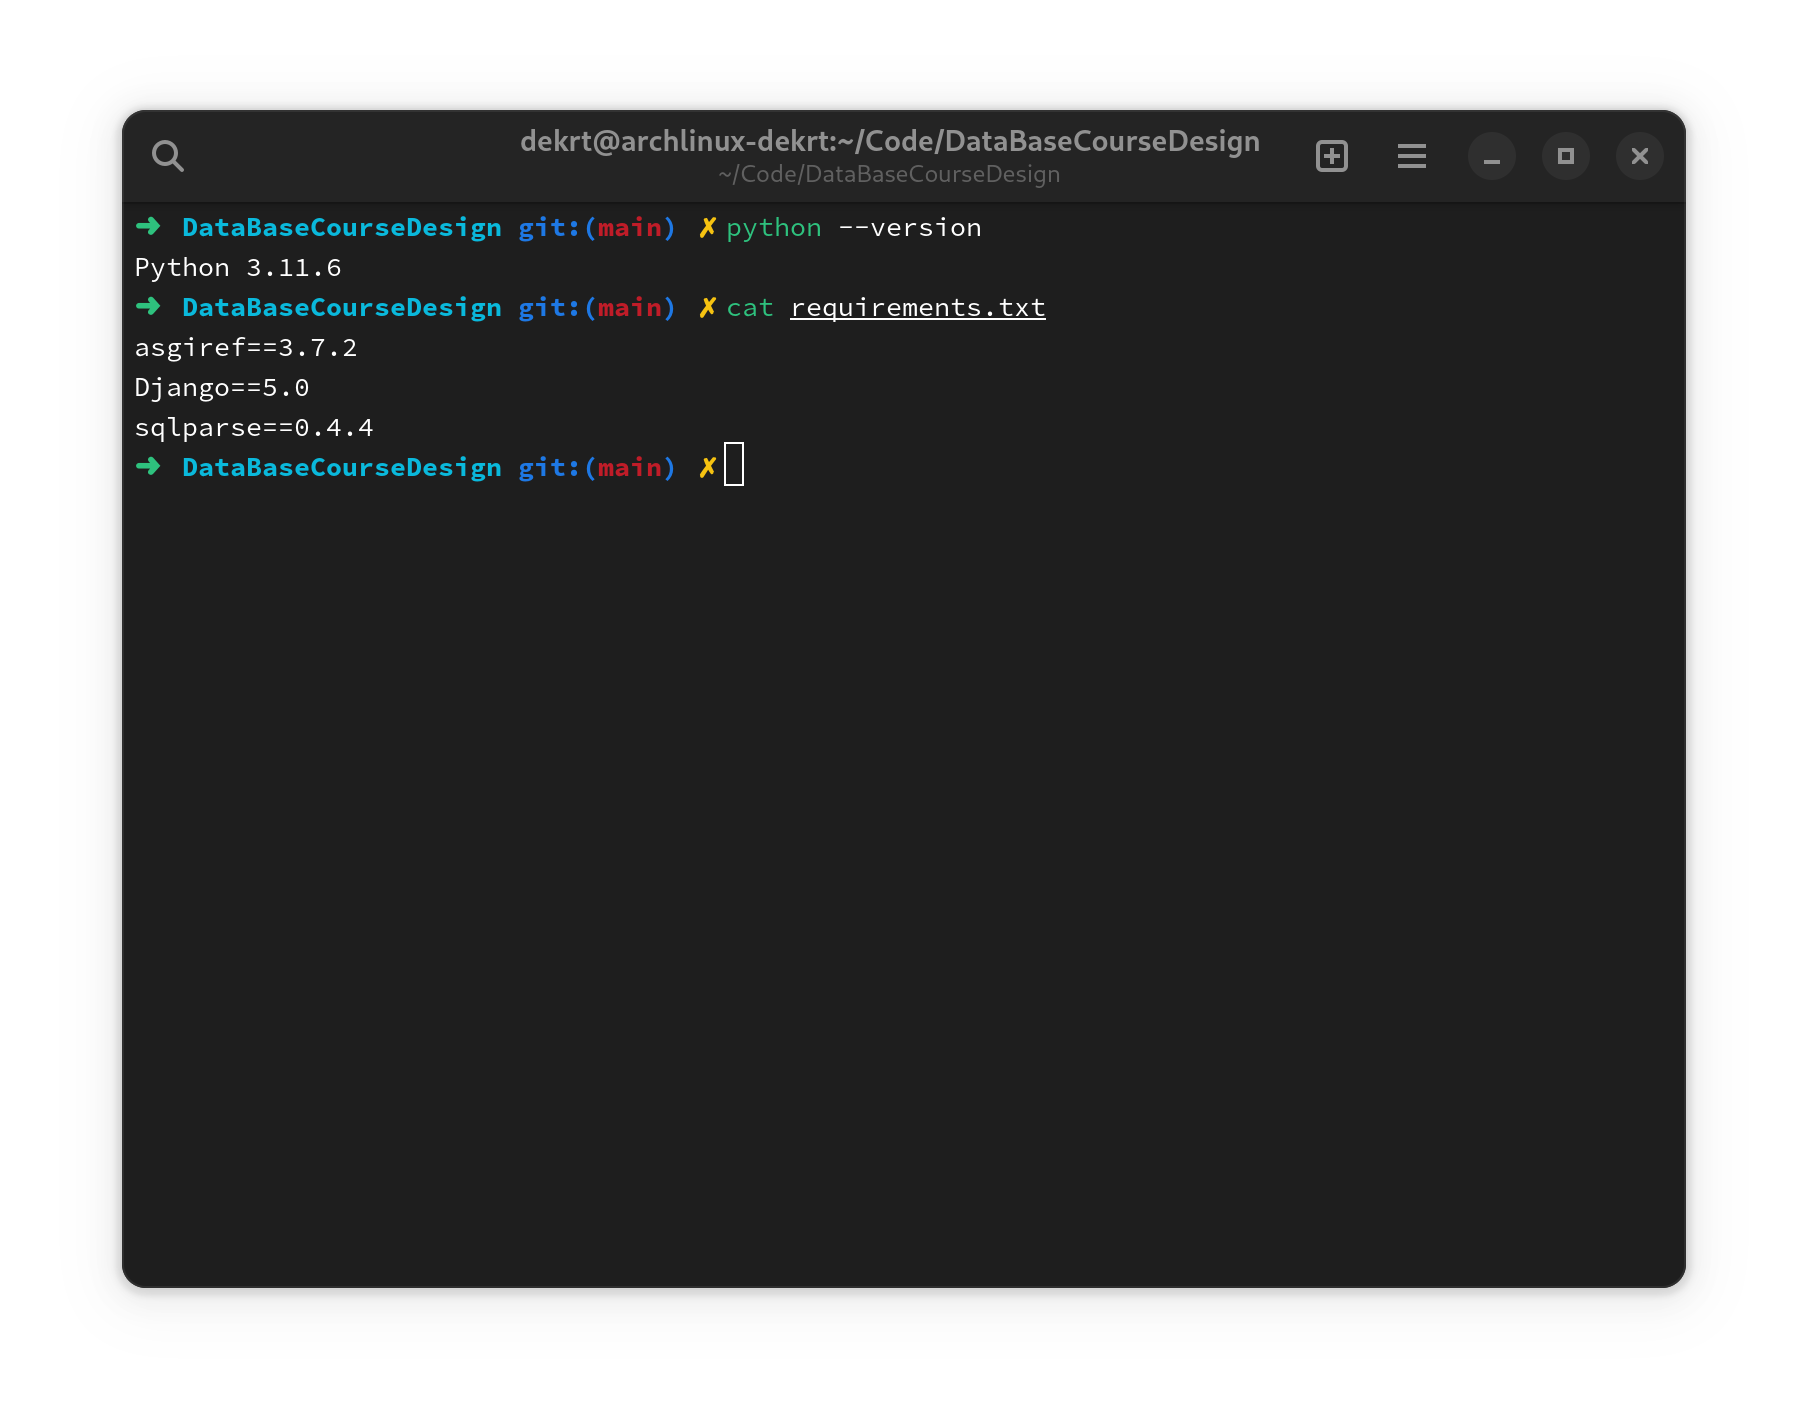 dekrt@archlinux-dekrt:~/Code/DataBaseCourseDesign
~/Code/DataBaseCourseDesign
➜ DataBaseCourseDesign git:(main) ✗ python --version
Python 3.11.6
➜ DataBaseCourseDesign git:(main) ✗ cat requirements.txt
asgiref==3.7.2
Django==5.0
sqlparse==0.4.4
➜ DataBaseCourseDesign git:(main) ✗